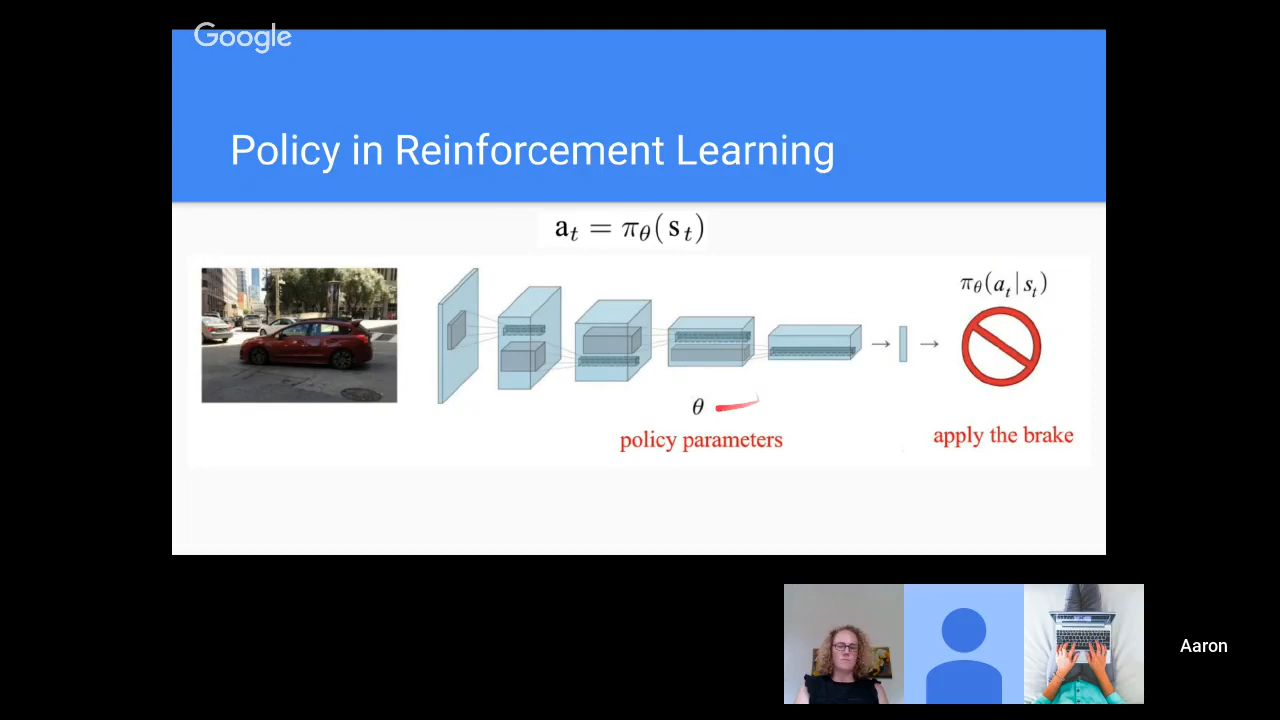 Google
Policy in Reinforcement Learning
a_t = π_θ(s_t)
π_θ(a_t|s_t)
θ
policy parameters
apply the brake
Aaron